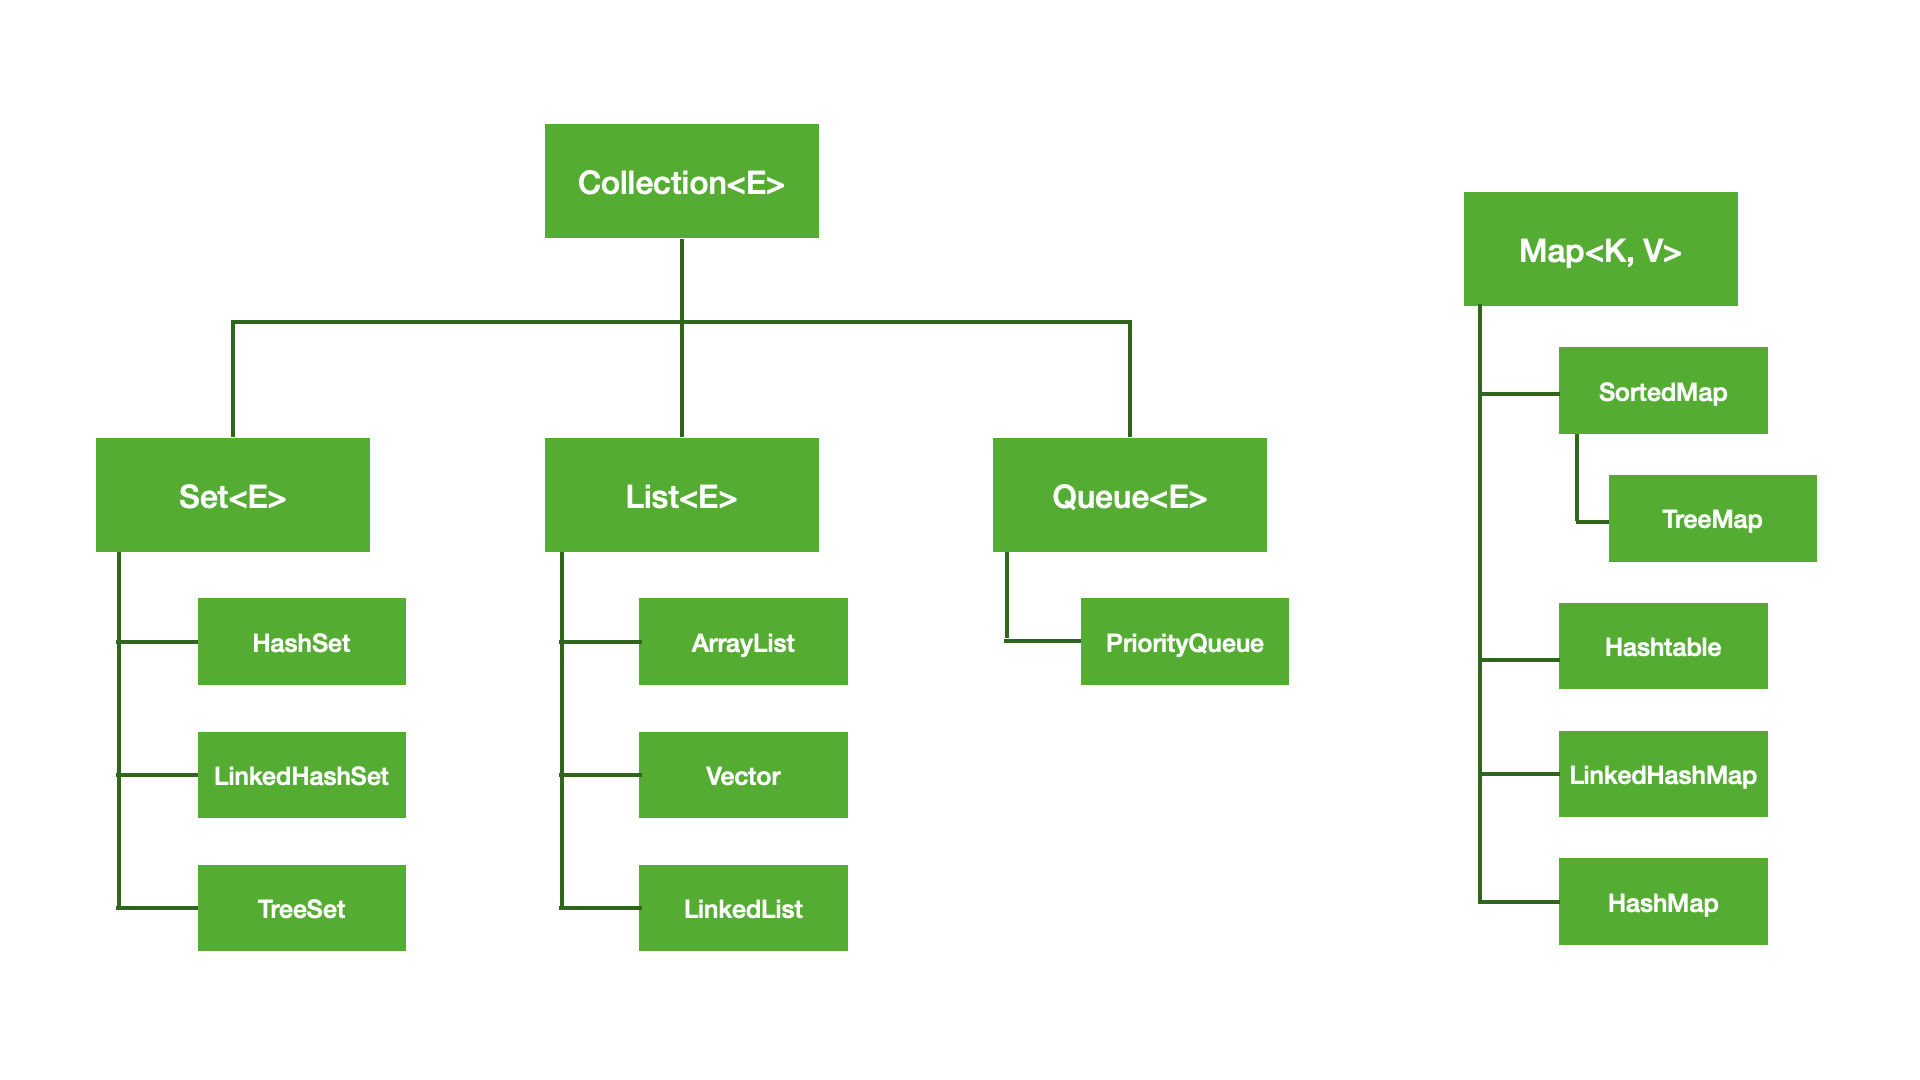 Collection<E>
Map<K, V>
Set<E>
List<E>
Queue<E>
HashSet
LinkedHashSet
TreeSet
ArrayList
Vector
LinkedList
PriorityQueue
SortedMap
TreeMap
Hashtable
LinkedHashMap
HashMap